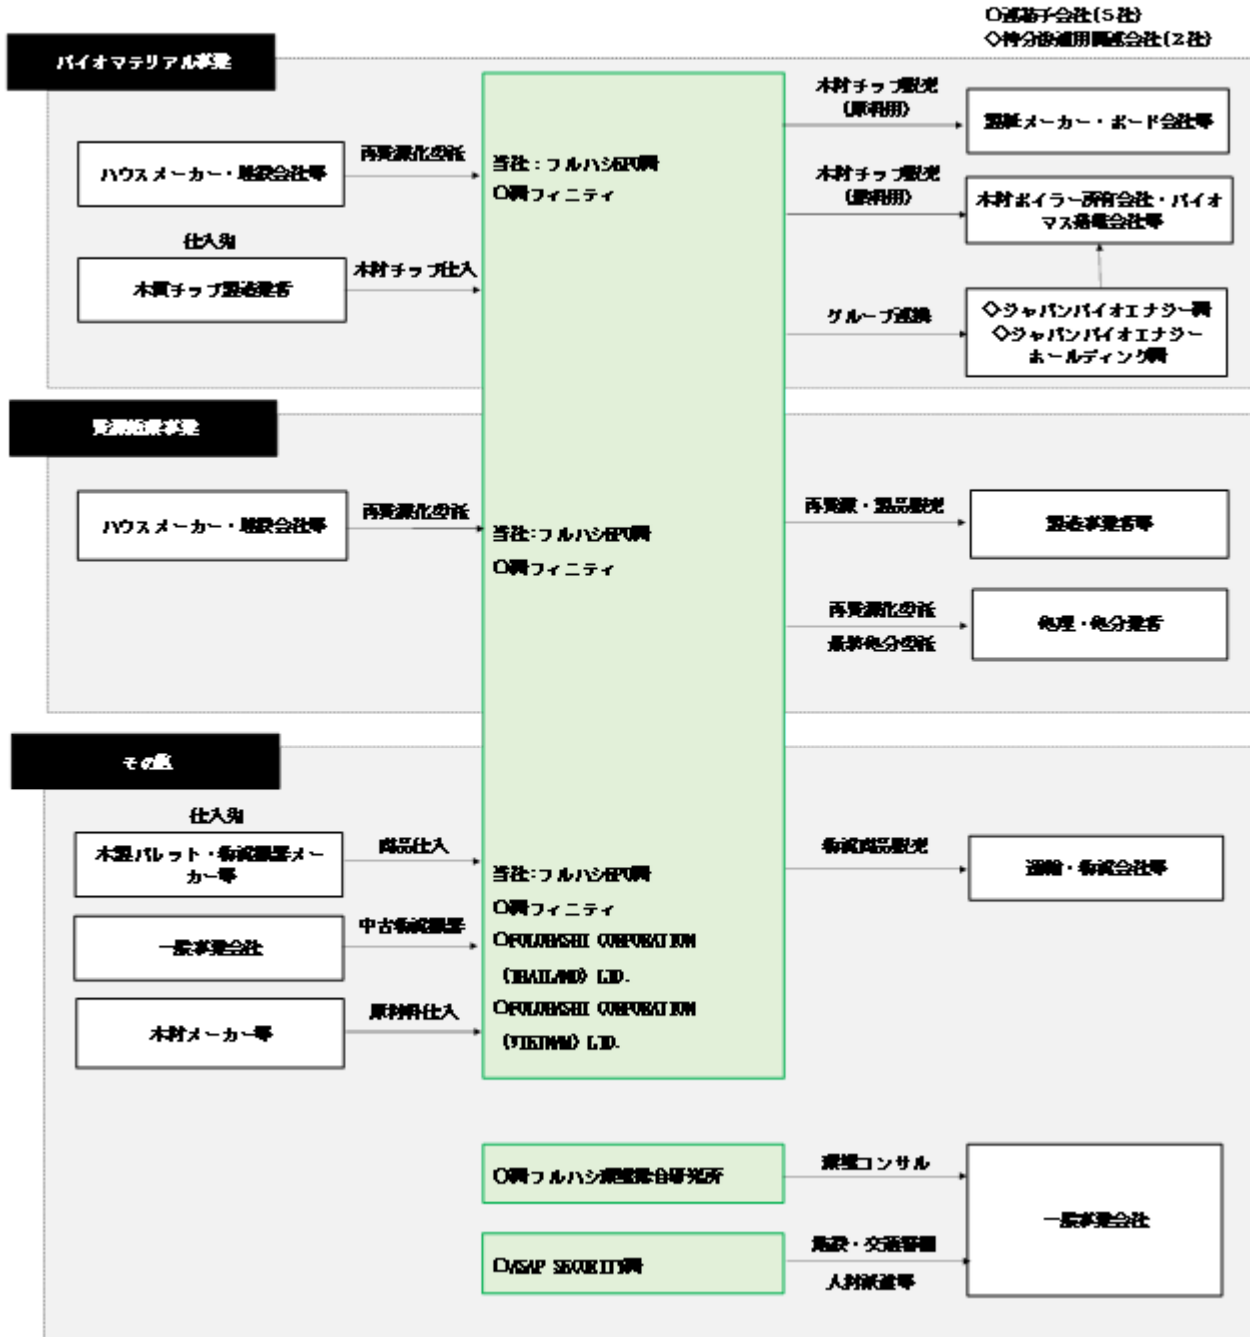 ○連結子会社(5社)
◇持分法適用関連会社(2社)
バイオマテリアル事業
木材チップ販売
(原料用)
製紙メーカー・ボード会社等
ハウスメーカー・建設会社等
再資源化委託
当社：フルハシEPO㈱
○㈱フィニティ
木材チップ販売
(燃料用)
木材ボイラー所有会社・バイオ
マス発電会社等
仕入先
木質チップ製造業者
木材チップ仕入
グループ連携
◇ジャパンバイオエナジー㈱
◇ジャパンバイオエナジー
ホールディング㈱
資源循環事業
ハウスメーカー・建設会社等
再資源化委託
当社：フルハシEPO㈱
○㈱フィニティ
再資源・製品販売
製造事業者等
再資源化委託
最終処分委託
処理・処分業者
その他
仕入先
木製パレット・物流機器メー
カー等
商品仕入
当社：フルハシEPO㈱
○㈱フィニティ
○FULUHASHI CORPORATION
(THAILAND) LTD.
○FULUHASHI CORPORATION
(VIETNAM) LTD.
物流商品販売
運輸・物流会社等
一般事業会社
中古物流機器
木材メーカー等
原材料仕入
○㈱フルハシ環境総合研究所
環境コンサル
一般事業会社
○ASAP SECURITY㈱
施設・交通警備
人材派遣等